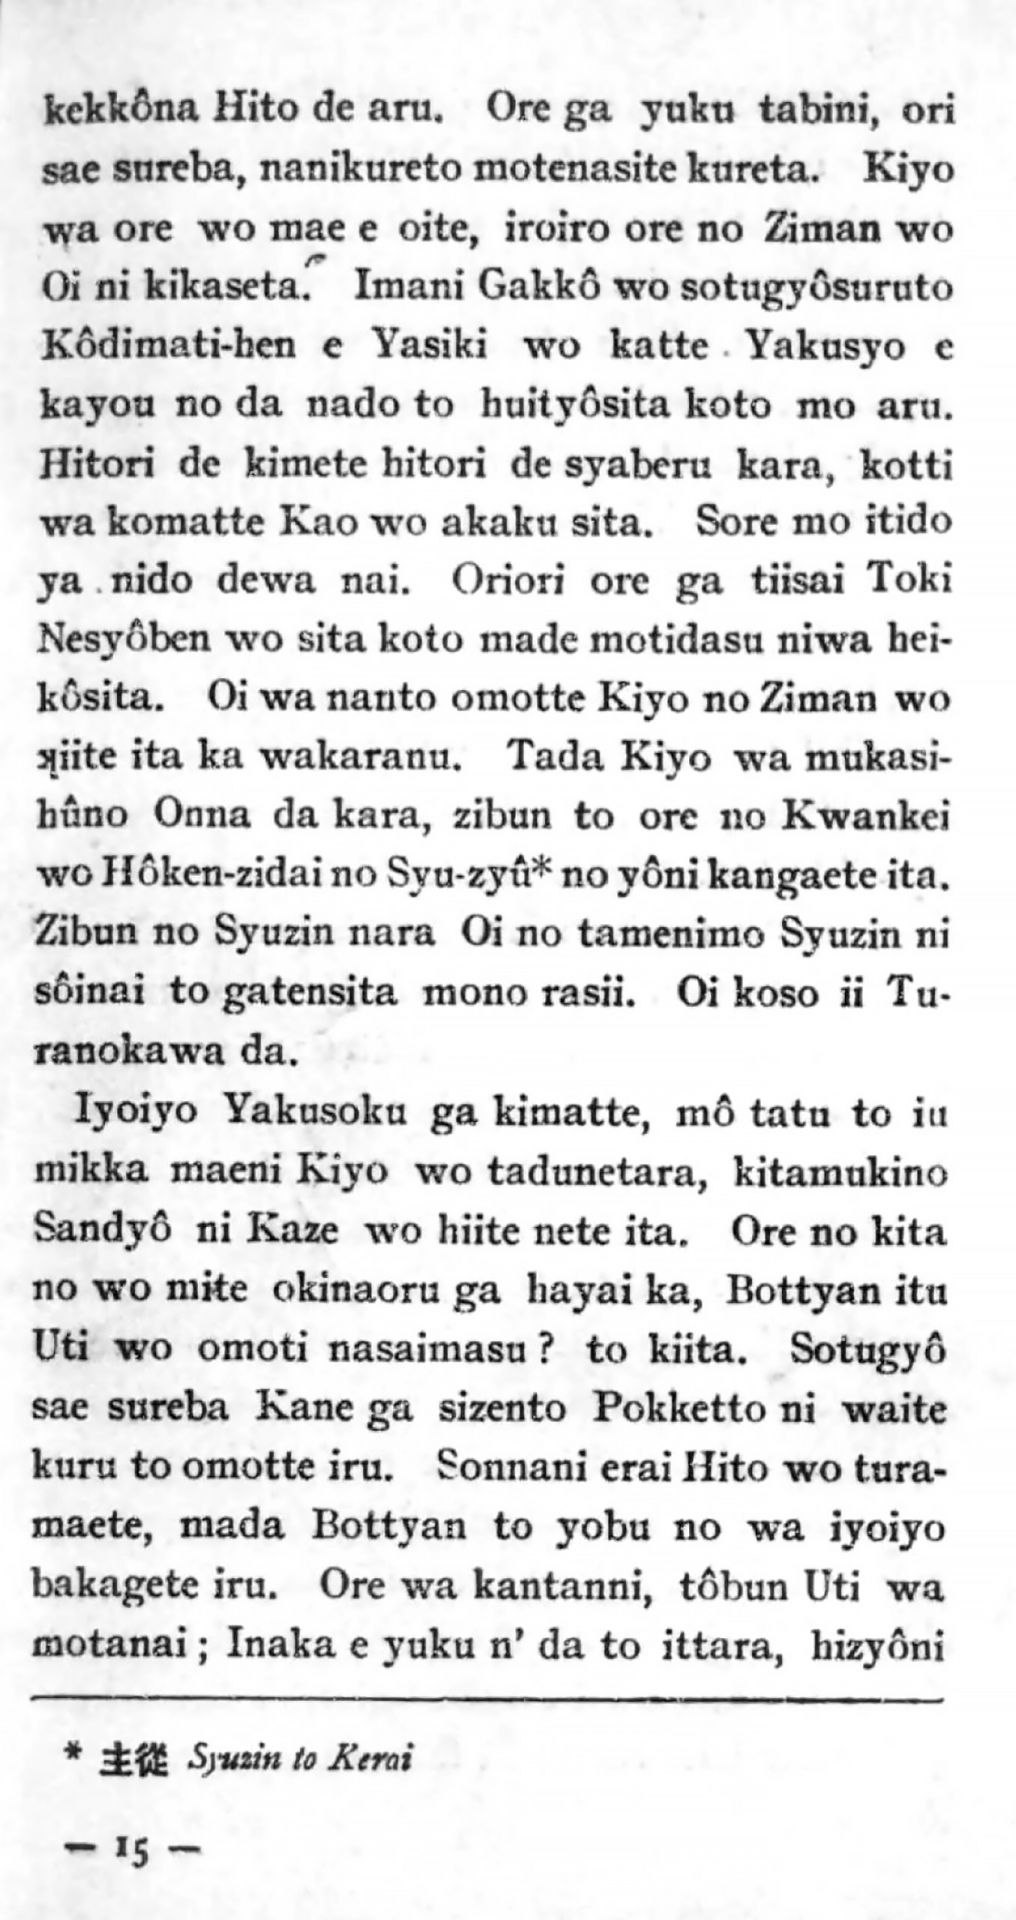 kekkôna Hito de aru. Ore ga yuku tabini, ori
sae sureba, nanikureto motenasite kureta. Kiyo
wa ore wo mae e oite, iroiro ore no Ziman wo
Oi ni kikaseta. Imani Gakkô wo sotugyôsuruto
Kôdimati-hen e Yasiki wo katte Yakusyo e
kayou no da nado to huityôsita koto mo aru.
Hitori de kimete hitori de syaberu kara, kotti
wa komatte Kao wo akaku sita. Sore mo itido
ya nido dewa nai. Oriori ore ga tiisai Toki
Nesyôben wo sita koto made motidasu niwa hei-
kôsita. Oi wa nanto omotte Kiyo no Ziman wo
kiite ita ka wakaranu. Tada Kiyo wa mukasi-
hûno Onna da kara, zibun to ore no Kwankei
wo Hôken-zidai no Syu-zyû* no yôni kangaete ita.
Zibun no Syuzin nara Oi no tamenimo Syuzin ni
sôinai to gatensita mono rasii. Oi koso ii Tu-
ranokawa da.
Iyoiyo Yakusoku ga kimatte, mô tatu to iu
mikka maeni Kiyo wo tadunetara, kitamukino
Sandyô ni Kaze wo hiite nete ita. Ore no kita
no wo mite okinaoru ga hayai ka, Bottyan itu
Uti wo omoti nasaimasu? to kiita. Sotugyô
sae sureba Kane ga sizento Pokketto ni waite
kuru to omotte iru. Sonnani erai Hito wo tura-
maete, mada Bottyan to yobu no wa iyoiyo
bakagete iru. Ore wa kantanni, tôbun Uti wa
motanai; Inaka e yuku n' da to ittara, hizyôni
* 主從 Syuzin to Kerai
— 15 —